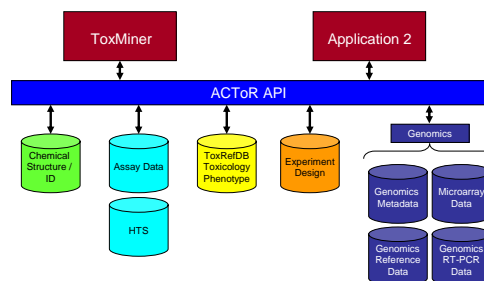 ToxMiner
Application 2
ACToR API
Chemical
Structure /
ID
Assay Data
ToxRefDB
Toxicology
Phenotype
Experiment
Design
Genomics
HTS
Genomics
Metadata
Microarray
Data
Genomics
Reference
Data
Genomics
RT-PCR
Data